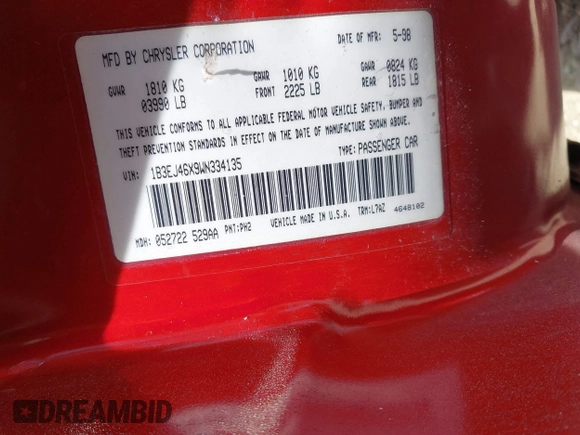 MFD BY CHRYSLER CORPORATION DATE OF MFR: 5-98
GVWR 1810 KG GAWR 1010 KG GAWR 0824 KG
03990 LB FRONT 2225 LB REAR 1815 LB
THIS VEHICLE CONFORMS TO ALL APPLICABLE FEDERAL MOTOR VEHICLE SAFETY, BUMPER AND
THEFT PREVENTION STANDARDS IN EFFECT ON THE DATE OF MANUFACTURE SHOWN ABOVE.
VIN: 1B3EJ46X9WN334135 TYPE: PASSENGER CAR
MDH: 052722 529AA PNT:PH2 VEHICLE MADE IN U.S.A. TRM:L7AZ 4648102
DREAMBID